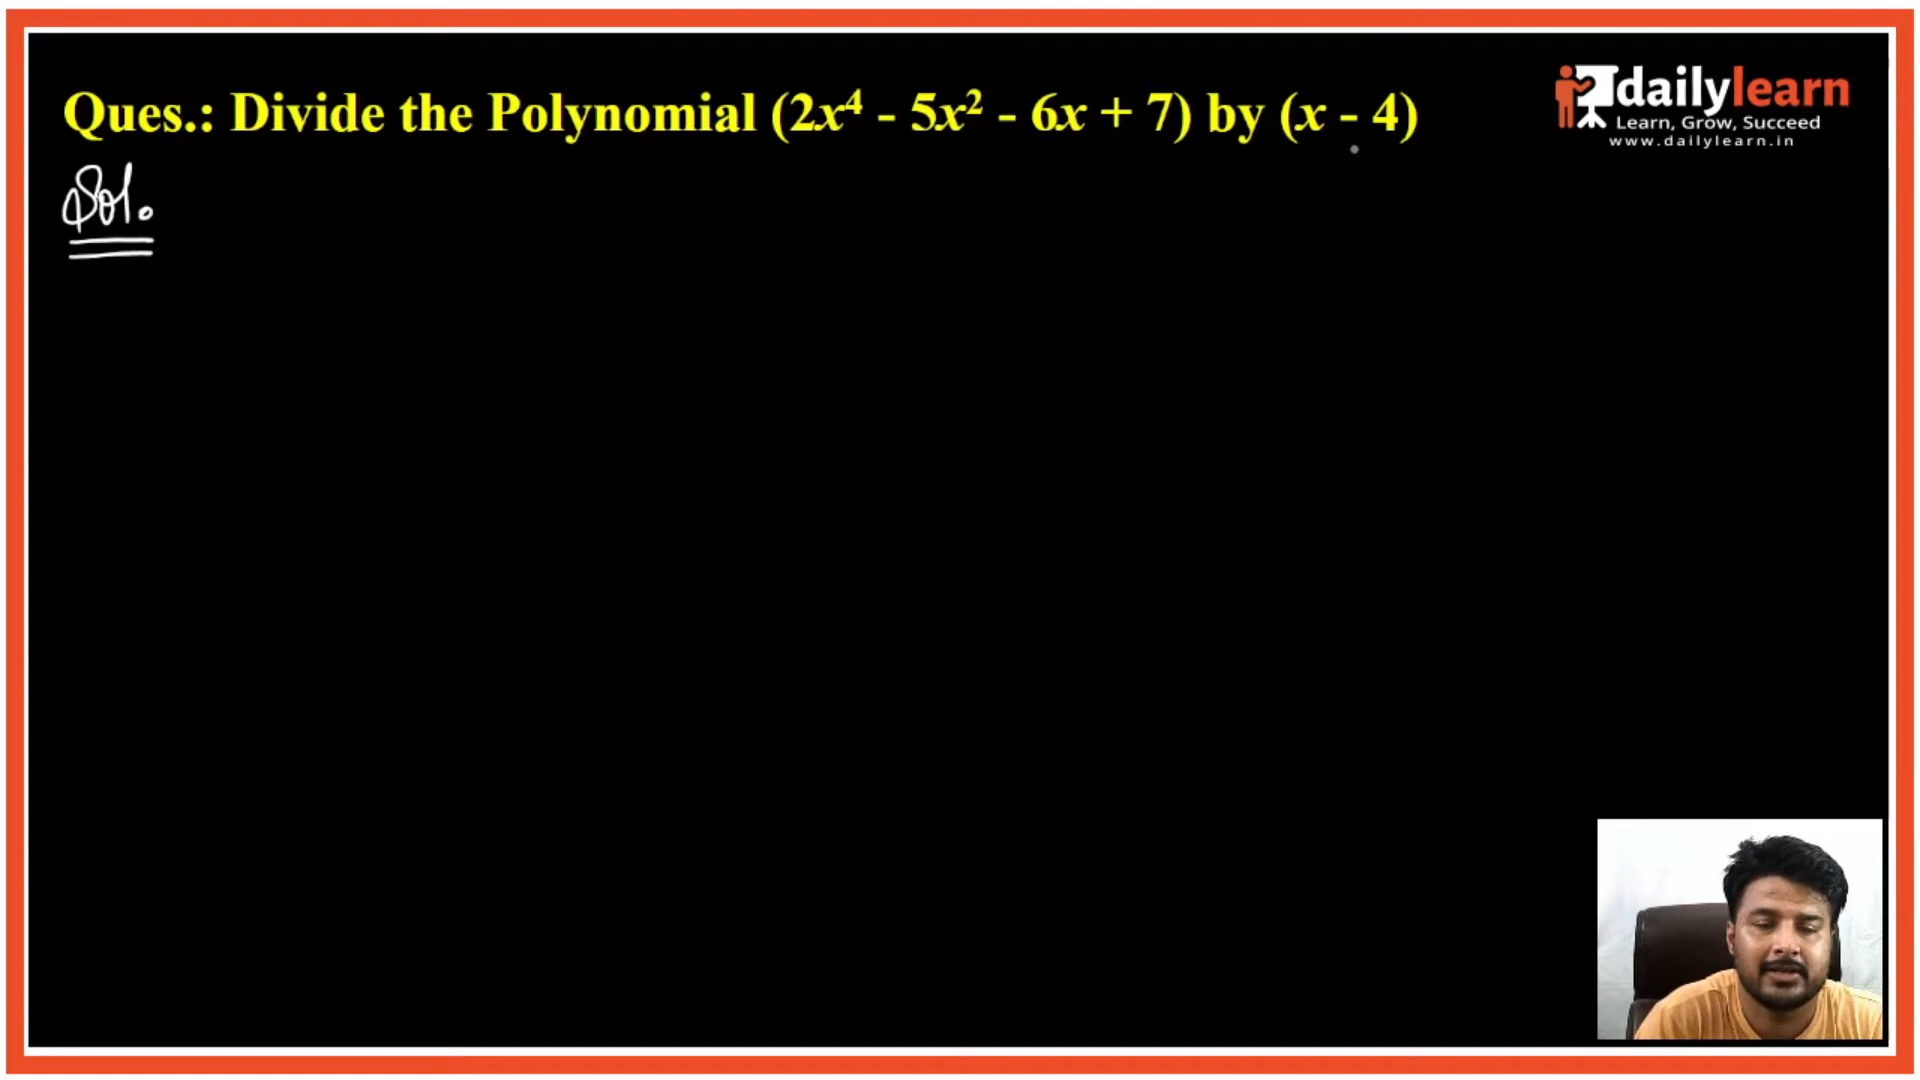 Ques.: Divide the Polynomial (2x⁴ - 5x² - 6x + 7) by (x - 4)
dailylearn
Learn, Grow, Succeed
www.dailylearn.in
Sol.